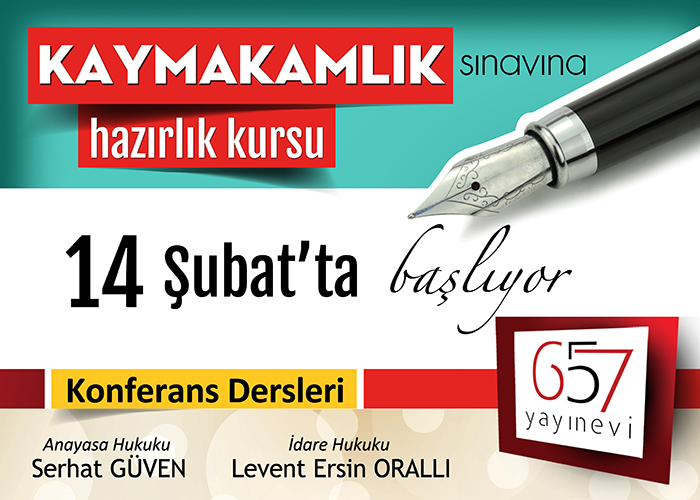 KAYMAKAMLIK sınavına
hazırlık kursu
14 Şubat'ta başlıyor
Konferans Dersleri
657
yayınevi
Anayasa Hukuku
Serhat GÜVEN
İdare Hukuku
Levent Ersin ORALLI